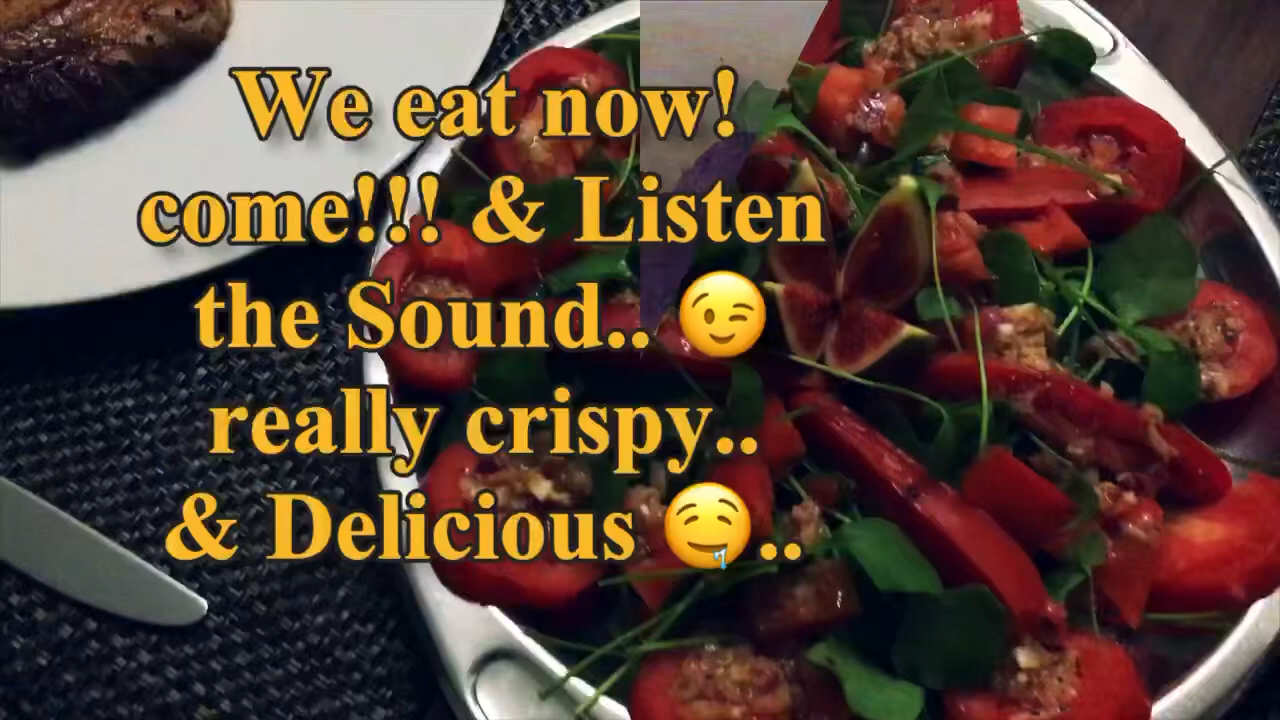 We eat now!
come!!! & Listen
the Sound.. 😉
really crispy..
& Delicious 🤤..